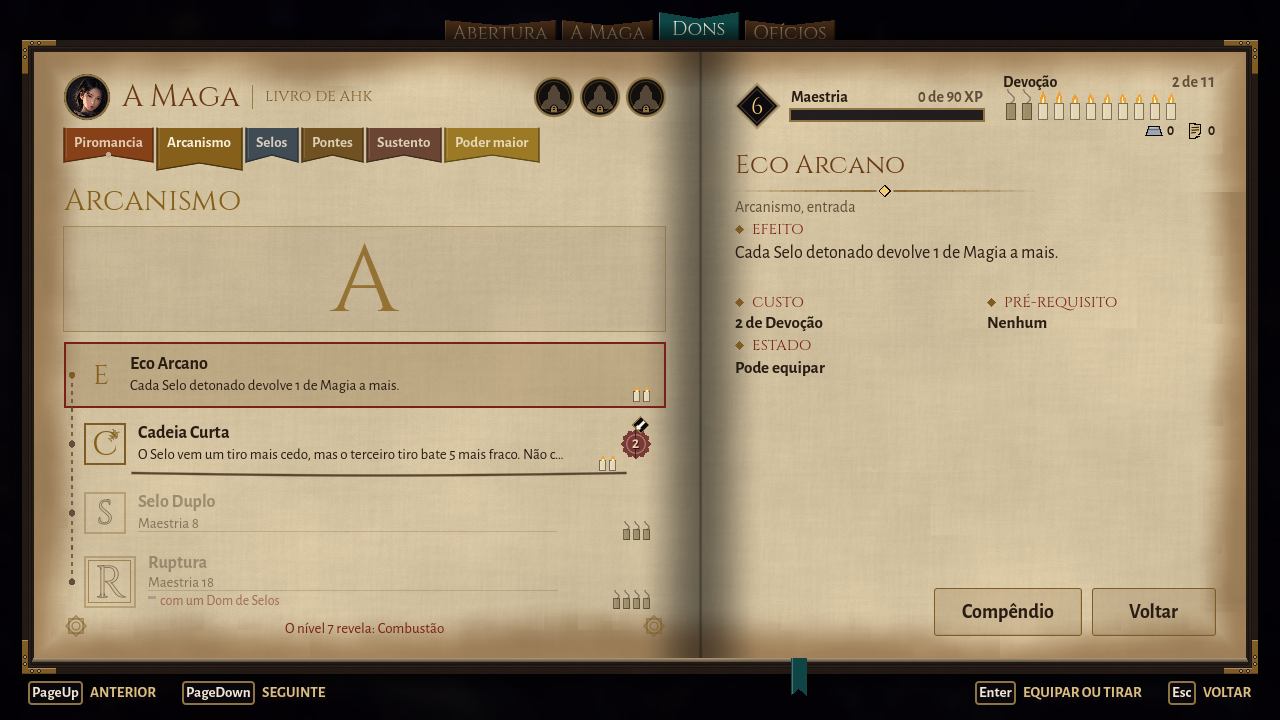 ABERTURA
A MAGA
DONS
OFÍCIOS
A MAGA
LIVRO DE AHK
Piromancia
Arcanismo
Selos
Pontes
Sustento
Poder maior
ARCANISMO
A
E
Eco Arcano
Cada Selo detonado devolve 1 de Magia a mais.
C
Cadeia Curta
O Selo vem um tiro mais cedo, mas o terceiro tiro bate 5 mais fraco. Não c...
2
S
Selo Duplo
Maestria 8
R
Ruptura
Maestria 18
com um Dom de Selos
O nível 7 revela: Combustão
6
Maestria
0 de 90 XP
Devoção
2 de 11
0
0
ECO ARCANO
Arcanismo, entrada
EFEITO
Cada Selo detonado devolve 1 de Magia a mais.
CUSTO
2 de Devoção
PRÉ-REQUISITO
Nenhum
ESTADO
Pode equipar
Compêndio
Voltar
PageUp ANTERIOR
PageDown SEGUINTE
Enter EQUIPAR OU TIRAR
Esc VOLTAR